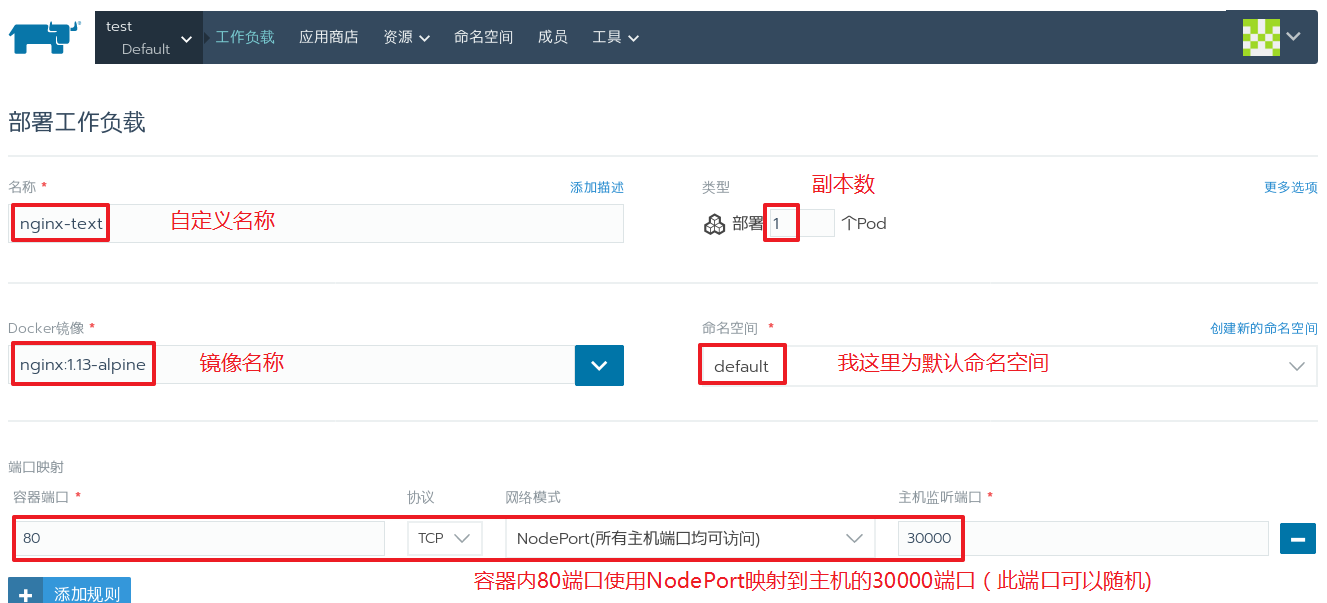 test
Default
工作负载 应用商店 资源 命名空间 成员 工具
部署工作负载
名称 * 添加描述 类型 副本数 更多选项
nginx-text 自定义名称 部署 1 个Pod
Docker镜像 * 命名空间 * 创建新的命名空间
nginx:1.13-alpine 镜像名称 default 我这里为默认命名空间
端口映射
容器端口 * 协议 网络模式 主机监听端口 *
80 TCP NodePort(所有主机端口均可访问) 30000
容器内80端口使用NodePort映射到主机的30000端口（此端口可以随机)
+ 添加规则